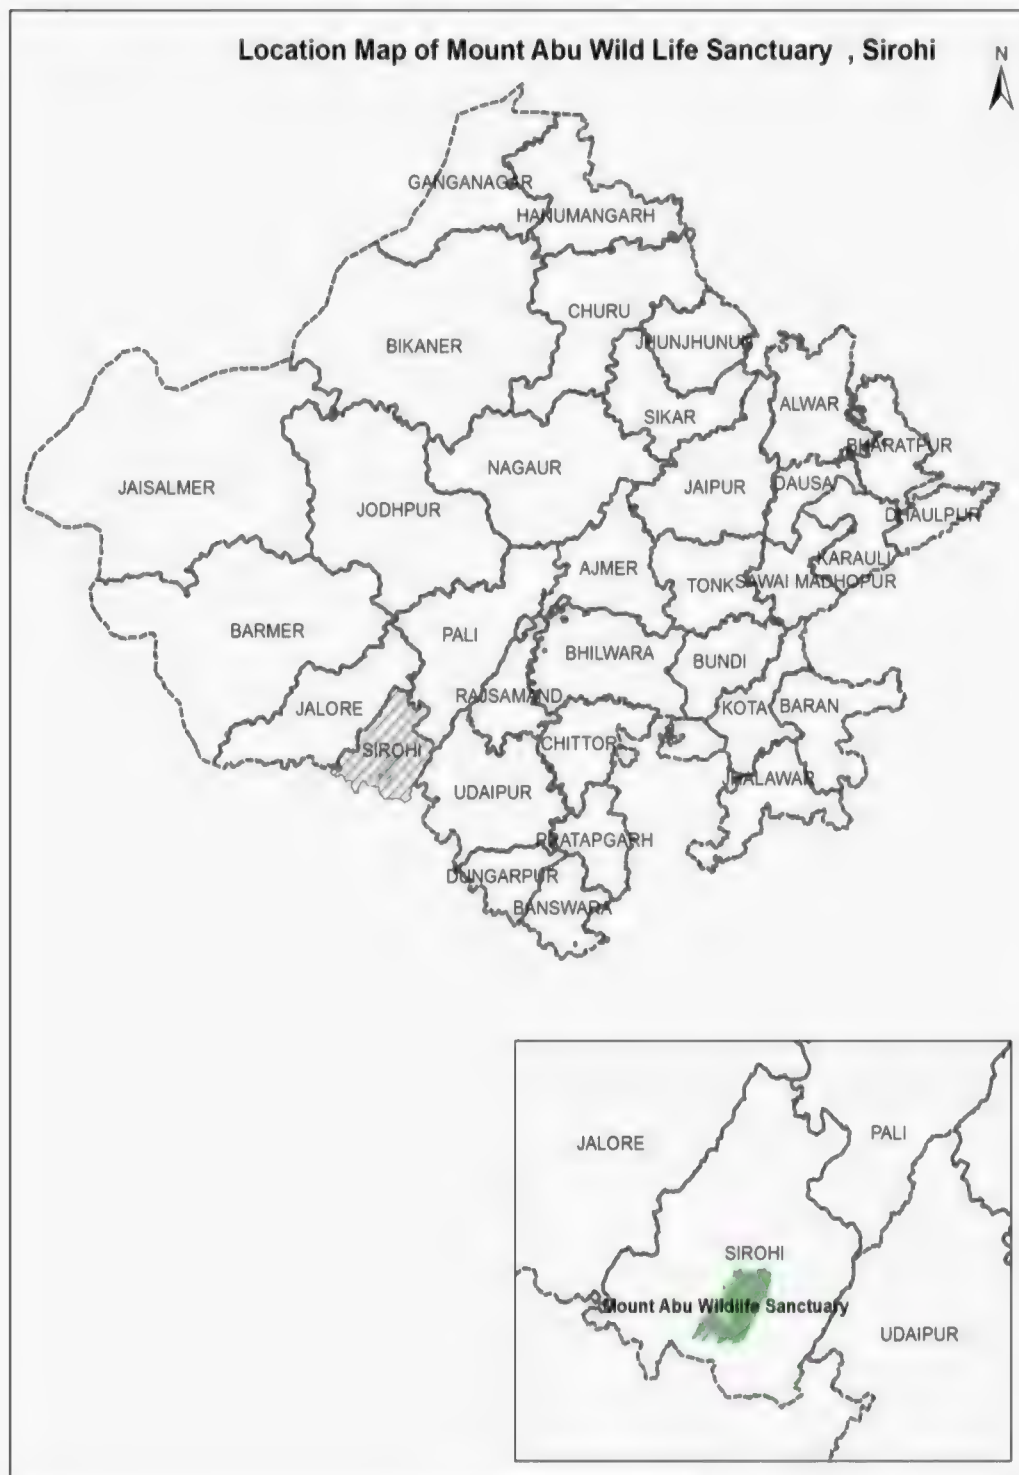 Location Map of Mount Abu Wild Life Sanctuary , Sirohi
N
GANGANAGAR
HANUMANGARH
CHURU
JHUNJHUNUN
BIKANER
ALWAR
SIKAR
BHARATPUR
NAGAUR
JAISALMER
JAIPUR
DAUSA
JODHPUR
DHAULPUR
KARAULI
AJMER
SAWAI MADHOPUR
TONK
BARMER
PALI
BHILWARA
BUNDI
RAJSAMAND
JALORE
KOTA
BARAN
SIROHI
CHITTOR
JHALAWAR
UDAIPUR
PRATAPGARH
DUNGARPUR
BANSWARA
JALORE
PALI
SIROHI
Mount Abu Wildlife Sanctuary
UDAIPUR